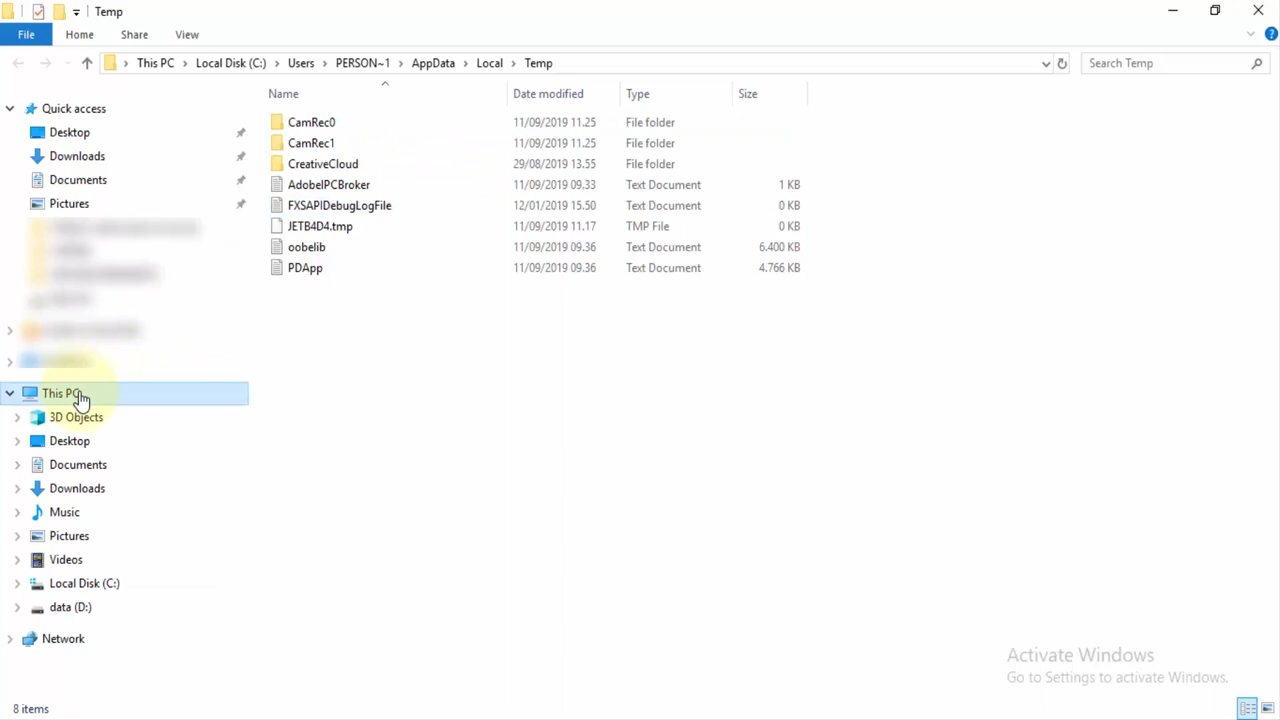 Temp
File Home Share View
This PC Local Disk (C:) Users PERSON~1 AppData Local Temp Search Temp
Name Date modified Type Size
Quick access
Desktop
Downloads
Documents
Pictures
This PC
3D Objects
Desktop
Documents
Downloads
Music
Pictures
Videos
Local Disk (C:)
data (D:)
Network
CamRec0 11/09/2019 11.25 File folder
CamRec1 11/09/2019 11.25 File folder
CreativeCloud 29/08/2019 13.55 File folder
AdobeIPCBroker 11/09/2019 09.33 Text Document 1 KB
FXSAPIDebugLogFile 12/01/2019 15.50 Text Document 0 KB
JETB4D4.tmp 11/09/2019 11.17 TMP File 0 KB
oobelib 11/09/2019 09.36 Text Document 6.400 KB
PDApp 11/09/2019 09.36 Text Document 4.766 KB
Activate Windows
Go to Settings to activate Windows.
8 items